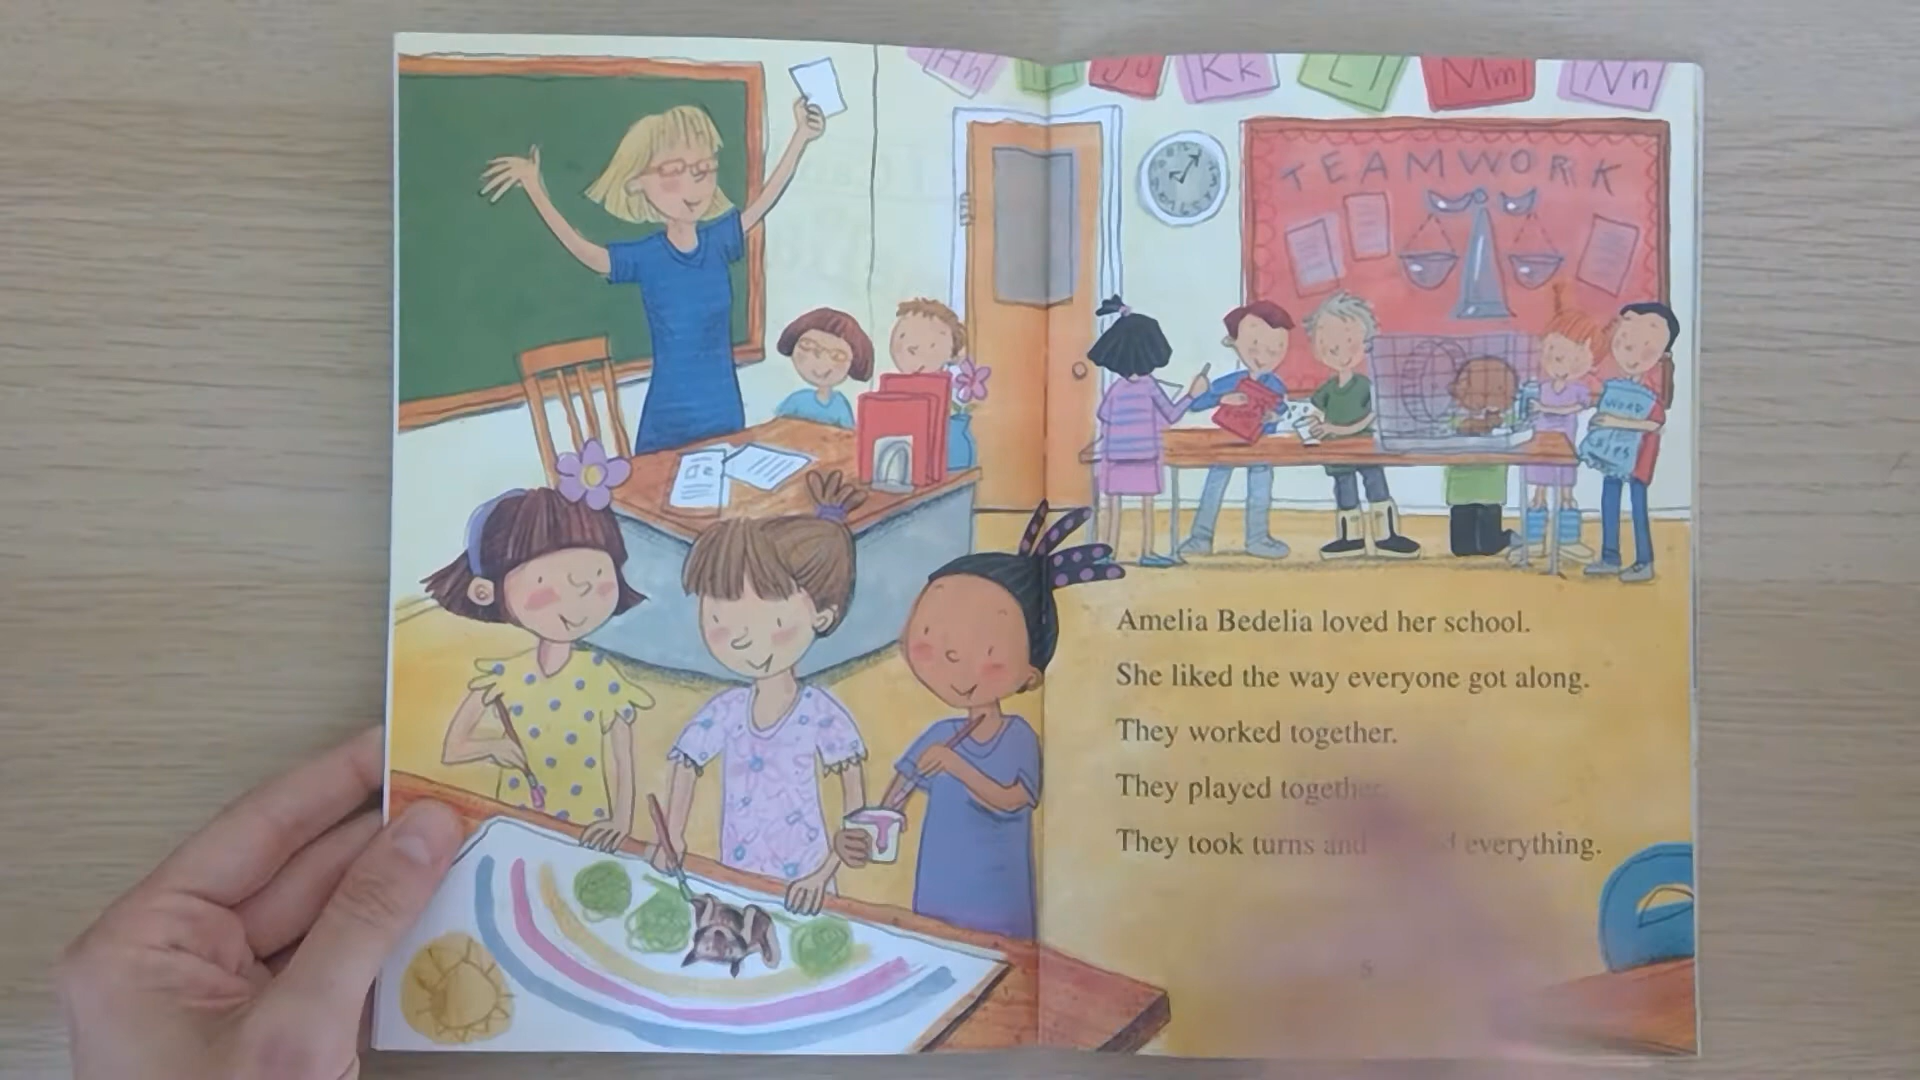 Hh
Jj
Kk
Ll
Mm
Nn
TEAMWORK
Amelia Bedelia loved her school.
She liked the way everyone got along.
They worked together.
They played together.
They took turns and everything.
5